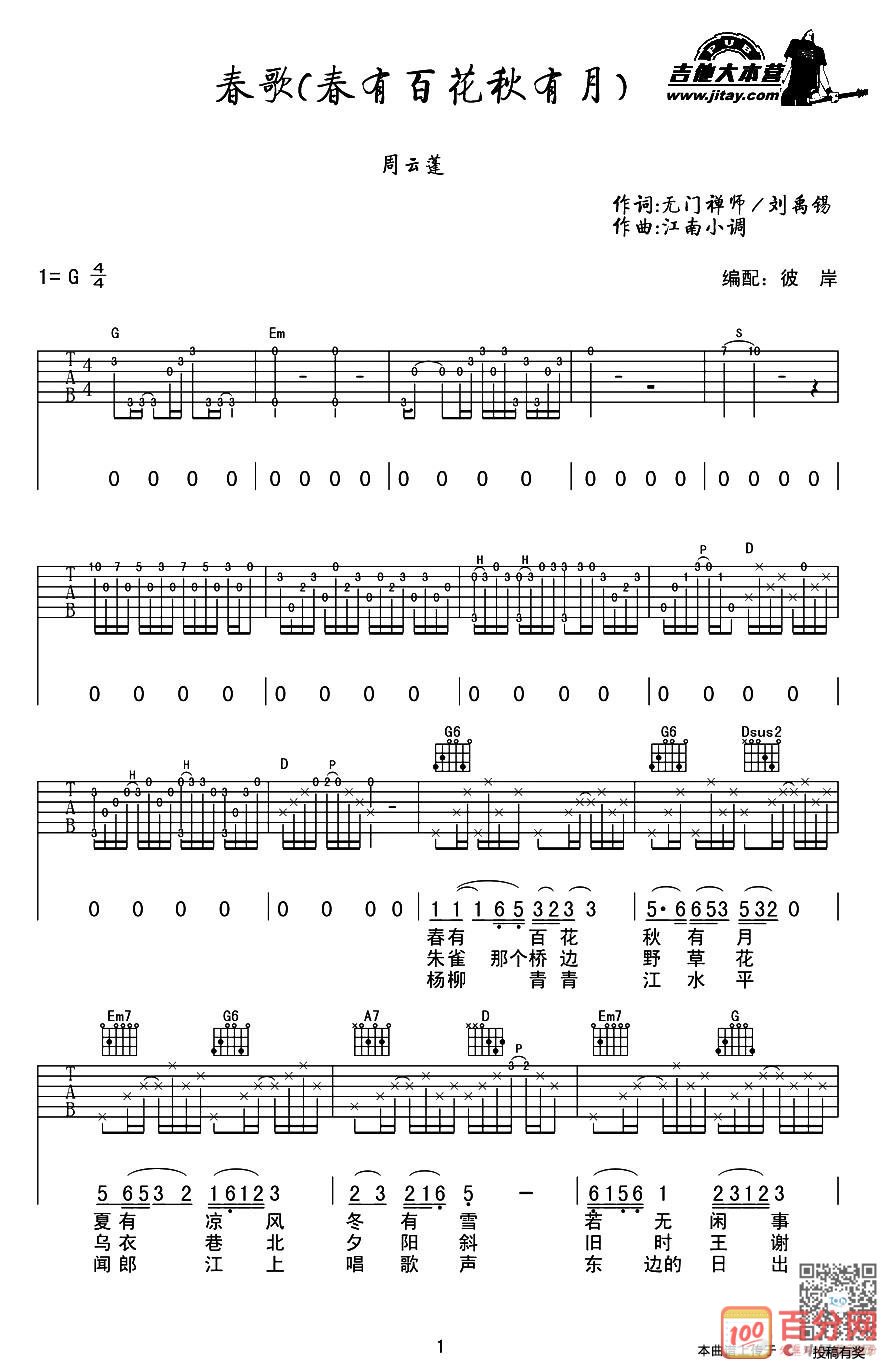 春歌(春有百花秋有月)
PUB
吉他大本营
www.jitay.com
周云蓬
作词:无门禅师／刘禹锡
作曲:江南小调
1= G 4/4
编配：彼 岸
G Em
S
T A B 4/4
0 0 0 0 | 0 0 0 0 | 0 0 0 0 | 0 0 0 0 | 0 0 0 0
H H P D
T A B
0 0 0 0 | 0 0 0 0 | 0 0 0 0 | 0 0 0 0
G6 G6 Dsus2
H H D P
T A B
0 0 0 0 | 0 0 0 0 | 1 1 1 6 5 3 2 3 3 | 5· 6 6 6 5 3 5 3 2 0
春有 百花 秋有月
朱雀 那个桥边 野草花
杨柳 青青 江水平
Em7 G6 A7 D Em7 G
P
T A B
5 6 5 3 2 1 6 1 2 3 | 2 3 2 1 6 5 － | 6 1 5 6 1 2 3 1 2 3
夏有 凉风 冬有雪 若无闲事
乌衣 巷北 夕阳斜 旧时王谢
闻郎 江上 唱歌声 东边的日出
1
100
百分网
本曲谱上传于
投稿有奖